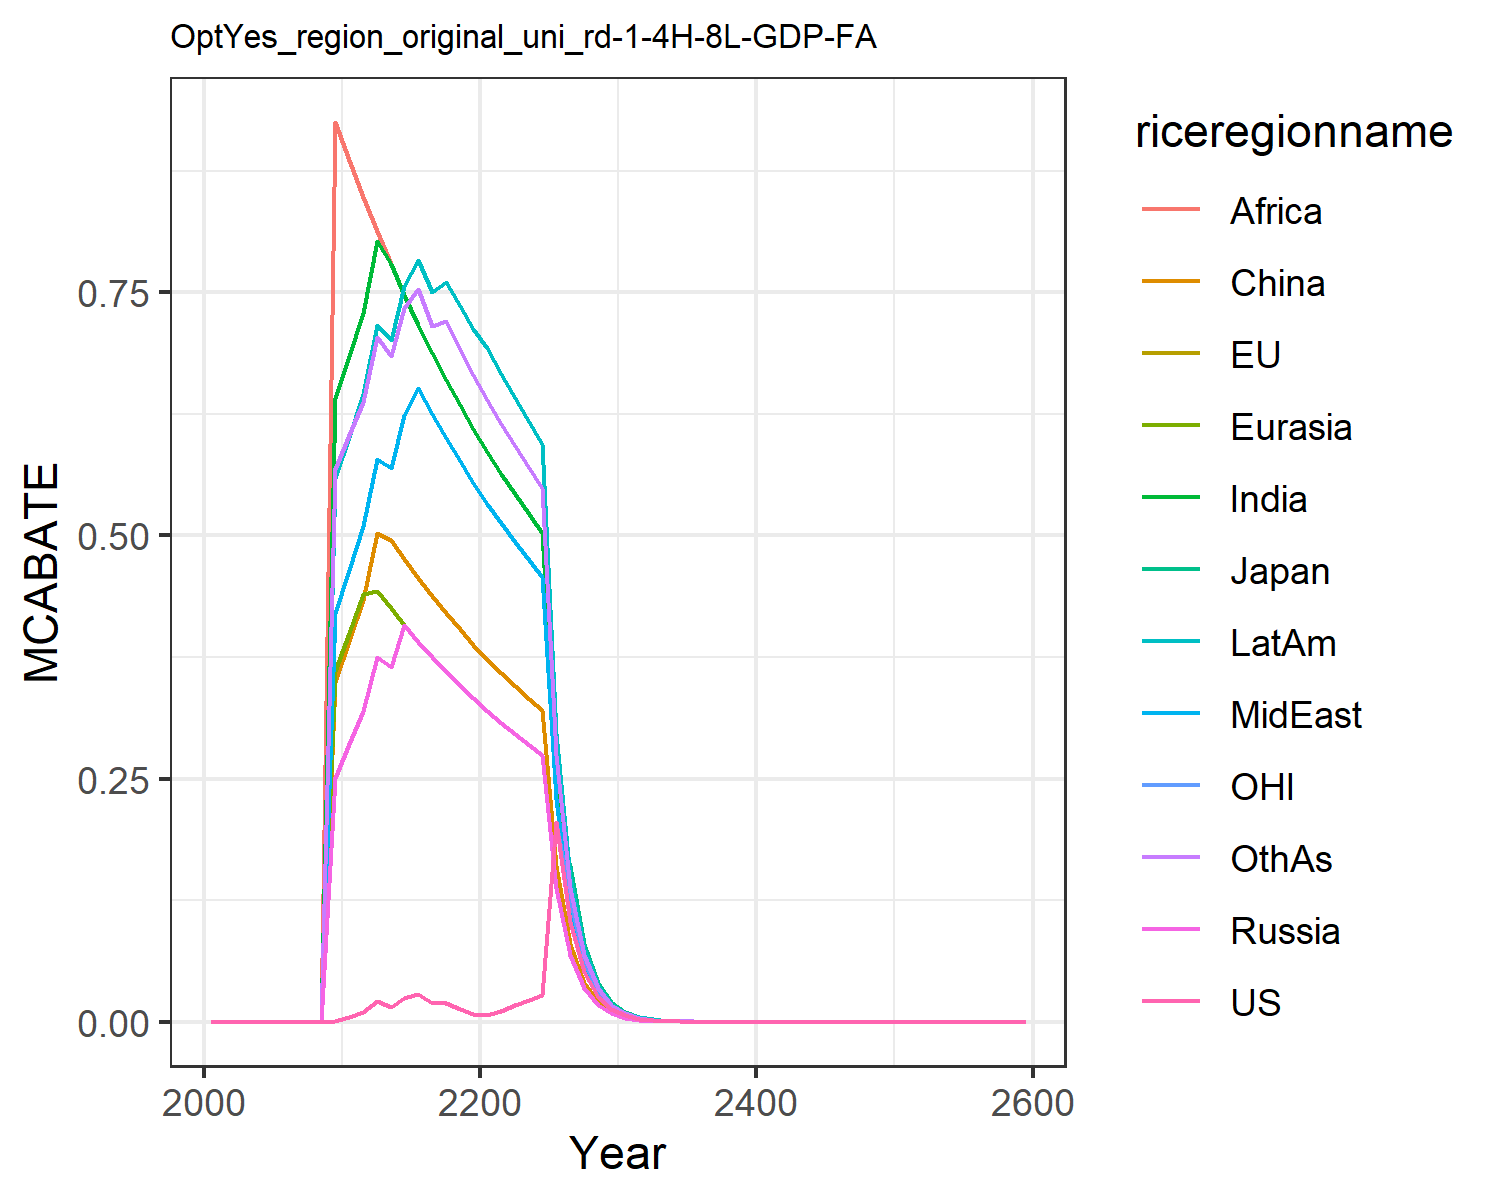 OptYes_region_original_uni_rd-1-4H-8L-GDP-FA
MCABATE
0.75
0.50
0.25
0.00
2000 2200 2400 2600
Year
riceregionname
Africa
China
EU
Eurasia
India
Japan
LatAm
MidEast
OHI
OthAs
Russia
US